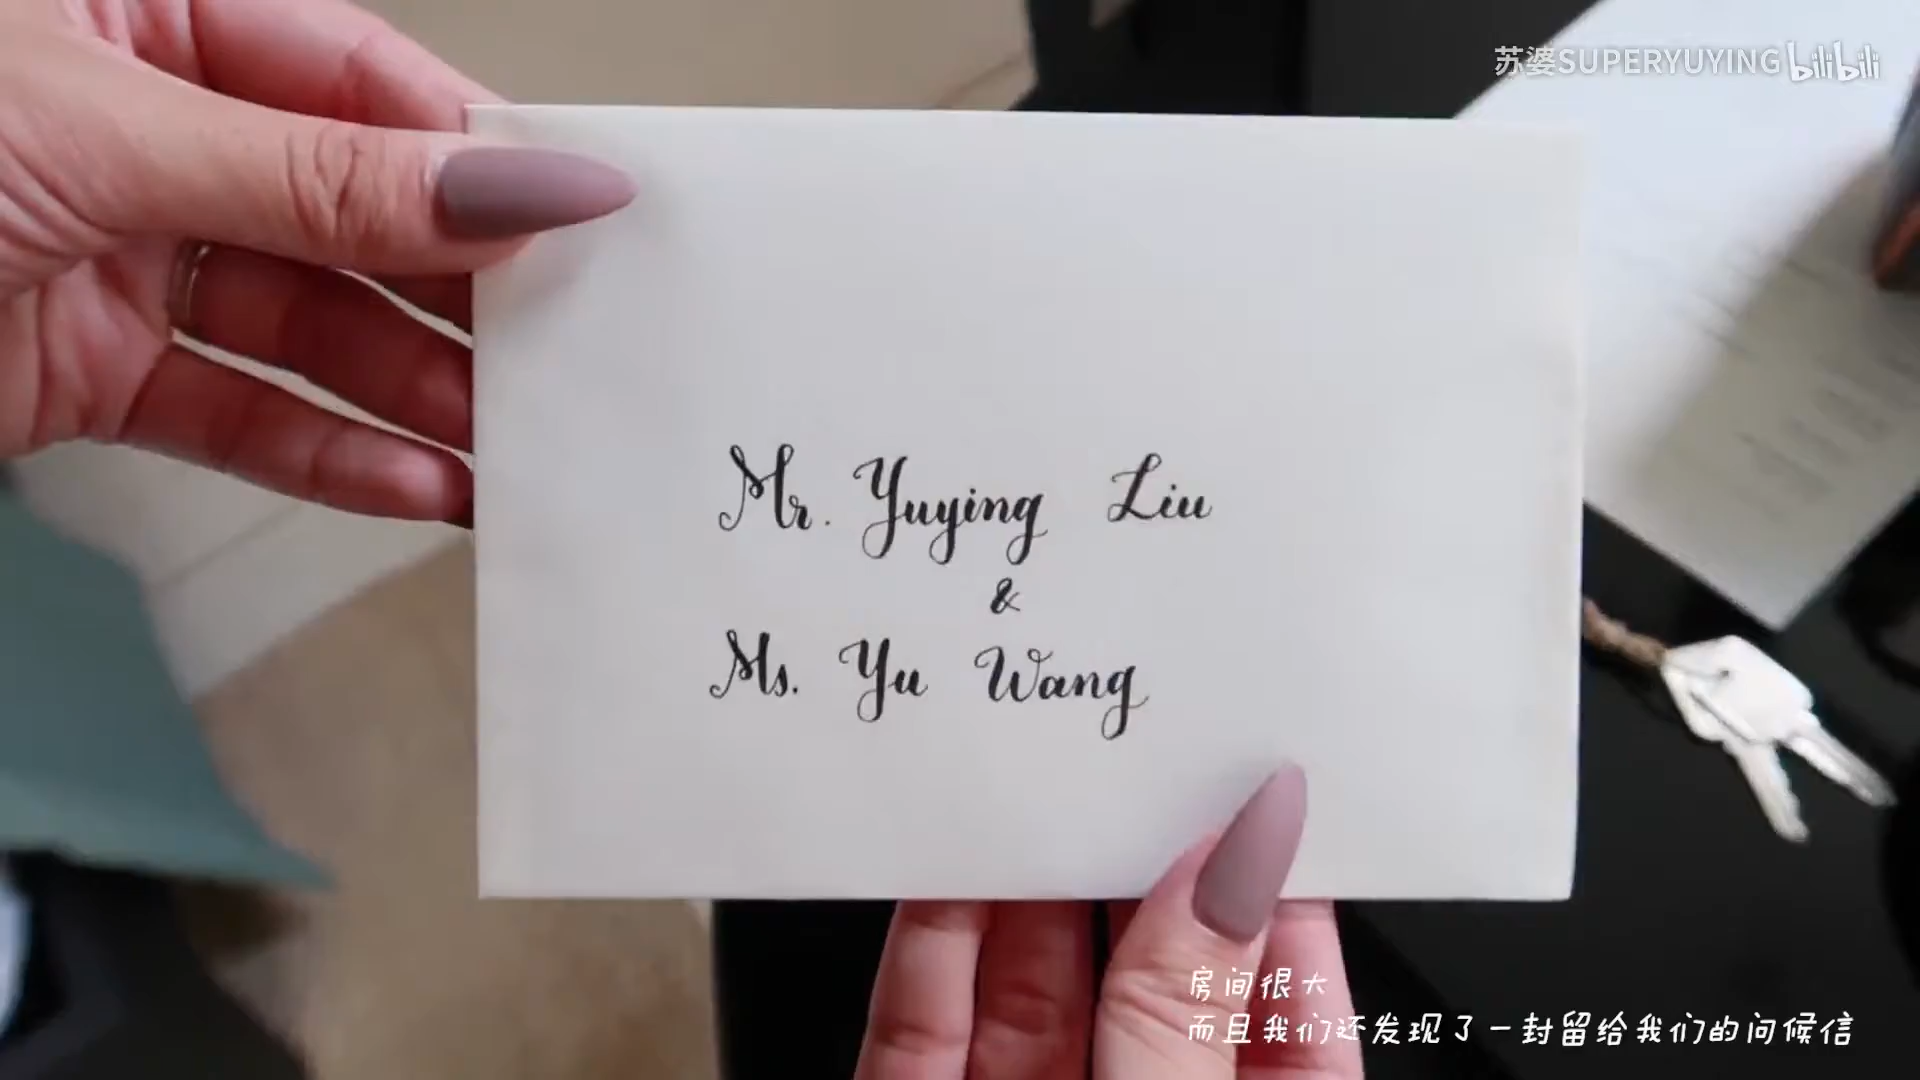 苏婆SUPERYUYING bilibili
Mr. Yuying Liu
&
Ms. Yu Wang
房间很大
而且我们还发现了一封留给我们的问候信